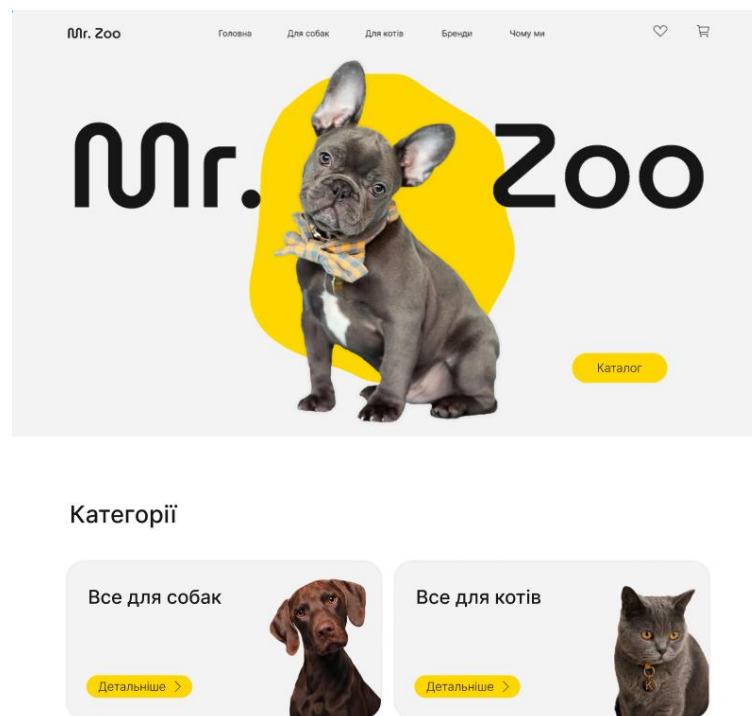 Mr. Zoo Головна Для собак Для котів Бренди Чому ми
Mr. Zoo
Каталог
Категорії
Все для собак Все для котів
Детальніше Детальніше